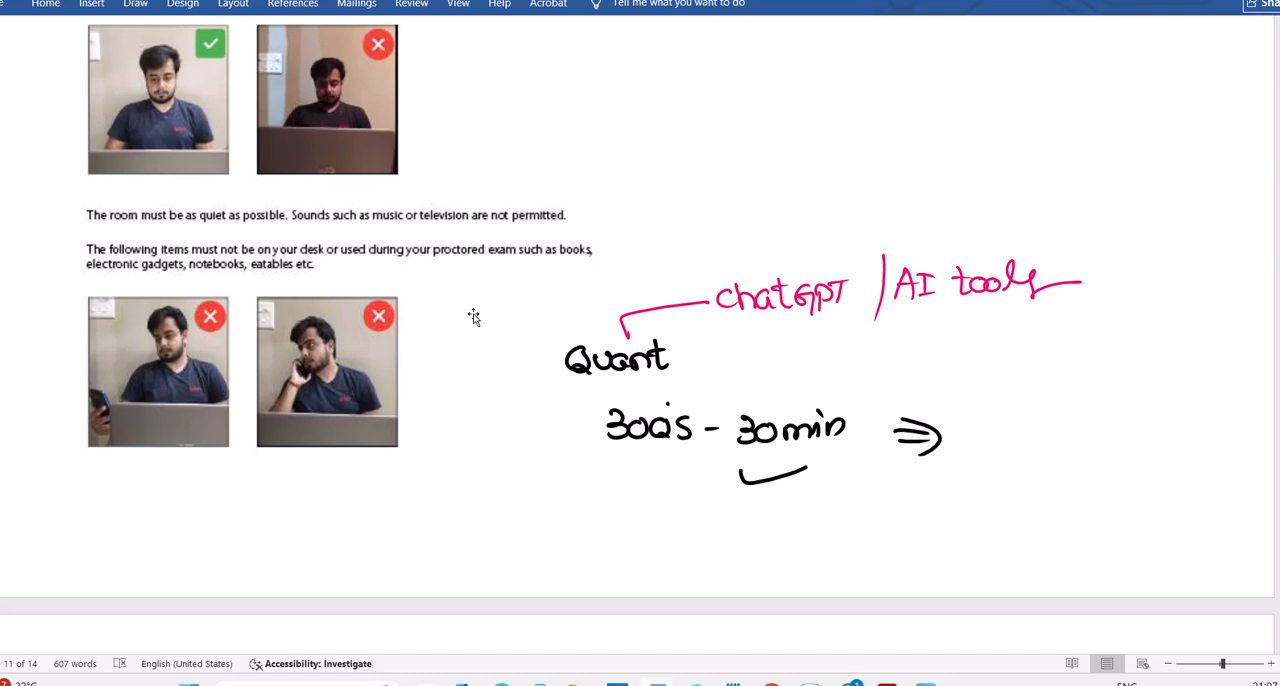 Home Insert Draw Design Layout References Mailings Review View Help Acrobat Tell me what you want to do Sha
The room must be as quiet as possible. Sounds such as music or television are not permitted.
The following items must not be on your desk or used during your proctored exam such as books,
electronic gadgets, notebooks, eatables etc.
chatGPT / AI tools
Quant
30Q's - 30min
11 of 14 607 words English (United States) Accessibility: Investigate